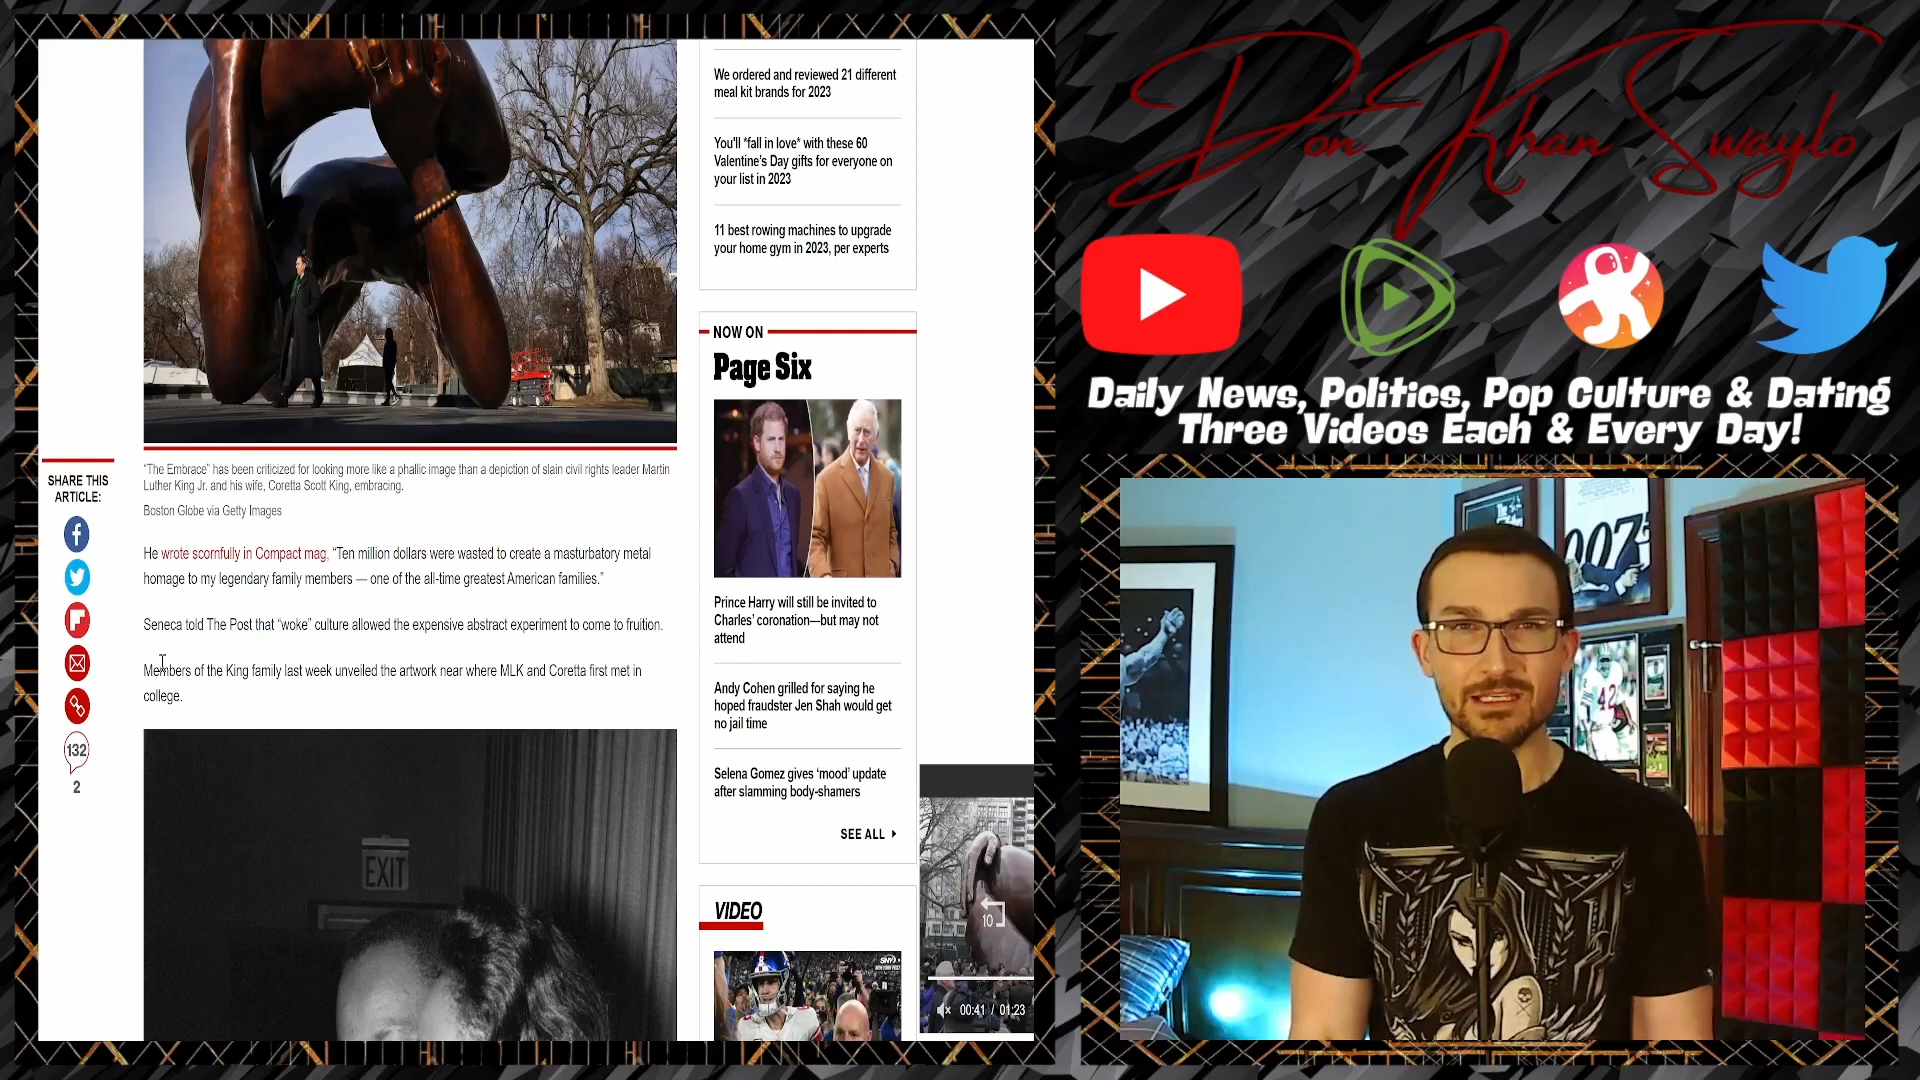 We ordered and reviewed 21 different
meal kit brands for 2023
You'll *fall in love* with these 60
Valentine's Day gifts for everyone on
your list in 2023
11 best rowing machines to upgrade
your home gym in 2023, per experts
NOW ON
Page Six
Prince Harry will still be invited to
Charles' coronation—but may not
attend
Andy Cohen grilled for saying he
hoped fraudster Jen Shah would get
no jail time
Selena Gomez gives ‘mood’ update
after slamming body-shamers
SEE ALL
VIDEO
SNY
10
00:41 / 01:23
SHARE THIS
ARTICLE:
132
2
“The Embrace” has been criticized for looking more like a phallic image than a depiction of slain civil rights leader Martin
Luther King Jr. and his wife, Coretta Scott King, embracing.
Boston Globe via Getty Images
He wrote scornfully in Compact mag, “Ten million dollars were wasted to create a masturbatory metal
homage to my legendary family members — one of the all-time greatest American families.”
Seneca told The Post that “woke” culture allowed the expensive abstract experiment to come to fruition.
Members of the King family last week unveiled the artwork near where MLK and Coretta first met in
college.
EXIT
Don Khan Swaylo
Daily News, Politics, Pop Culture & Dating
Three Videos Each & Every Day!
007
42